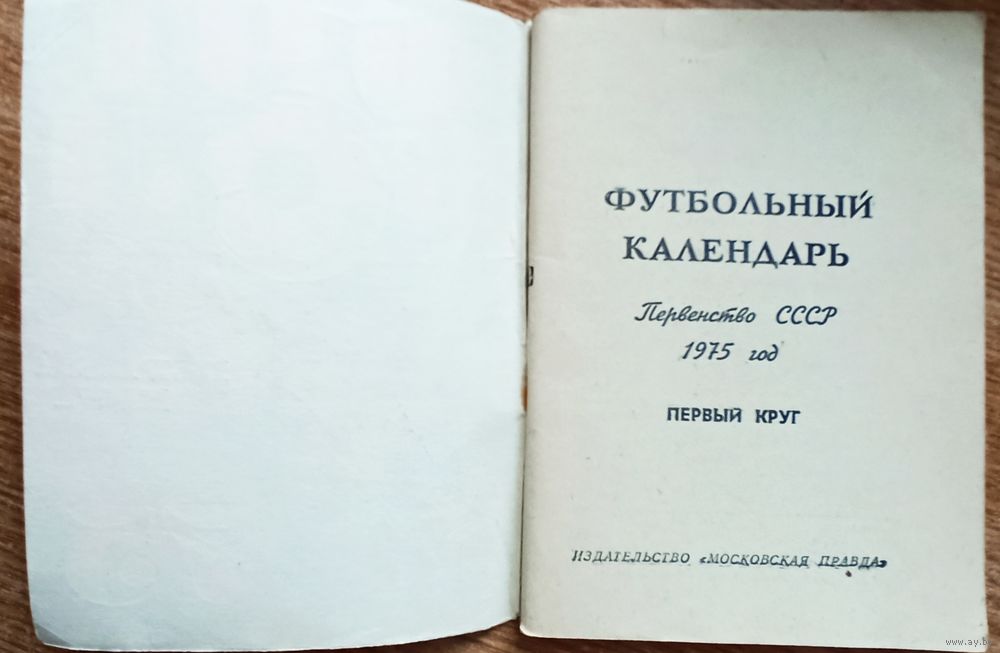 ФУТБОЛЬНЫЙ
КАЛЕНДАРЬ
Первенство СССР
1975 год
ПЕРВЫЙ КРУГ
ИЗДАТЕЛЬСТВО «МОСКОВСКАЯ ПРАВДА»
www.ay.by